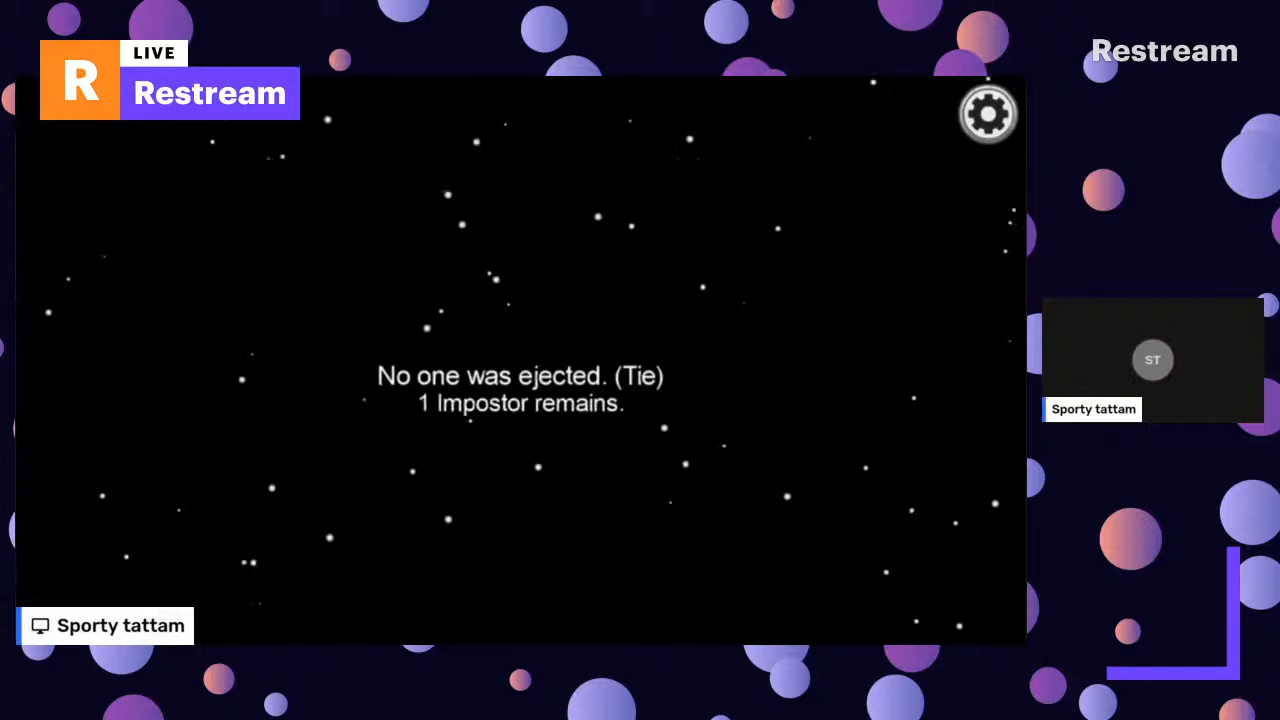 R
LIVE
Restream
Restream
No one was ejected. (Tie)
1 Impostor remains.
ST
Sporty tattam
Sporty tattam